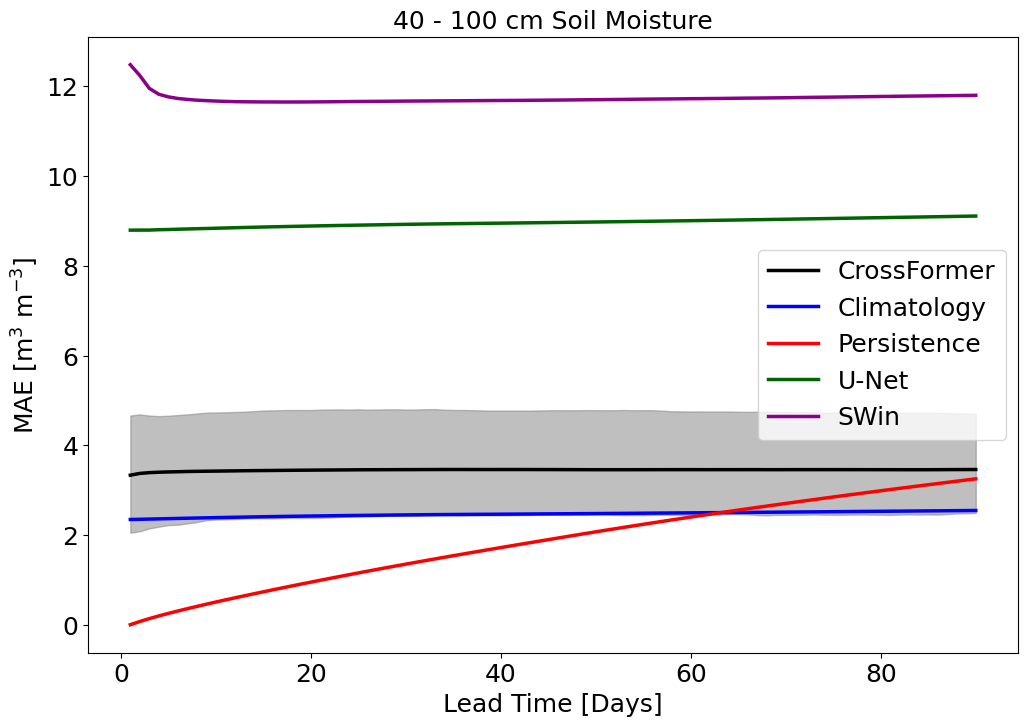 40 - 100 cm Soil Moisture
MAE [m³ m⁻³]
12
10
8
6
4
2
0
CrossFormer
Climatology
Persistence
U-Net
SWin
0 20 40 60 80
Lead Time [Days]